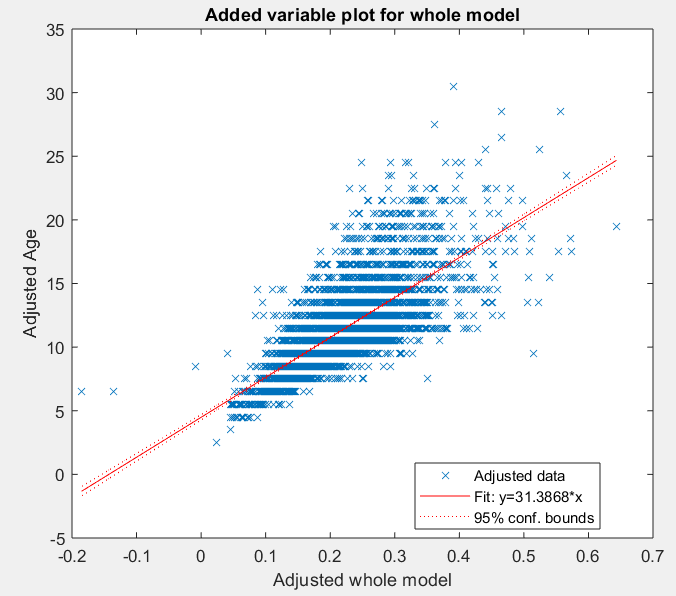 Added variable plot for whole model
35
30
25
20
15
10
5
0
-5
Adjusted Age
Adjusted data
Fit: y=31.3868*x
95% conf. bounds
-0.2 -0.1 0 0.1 0.2 0.3 0.4 0.5 0.6 0.7
Adjusted whole model